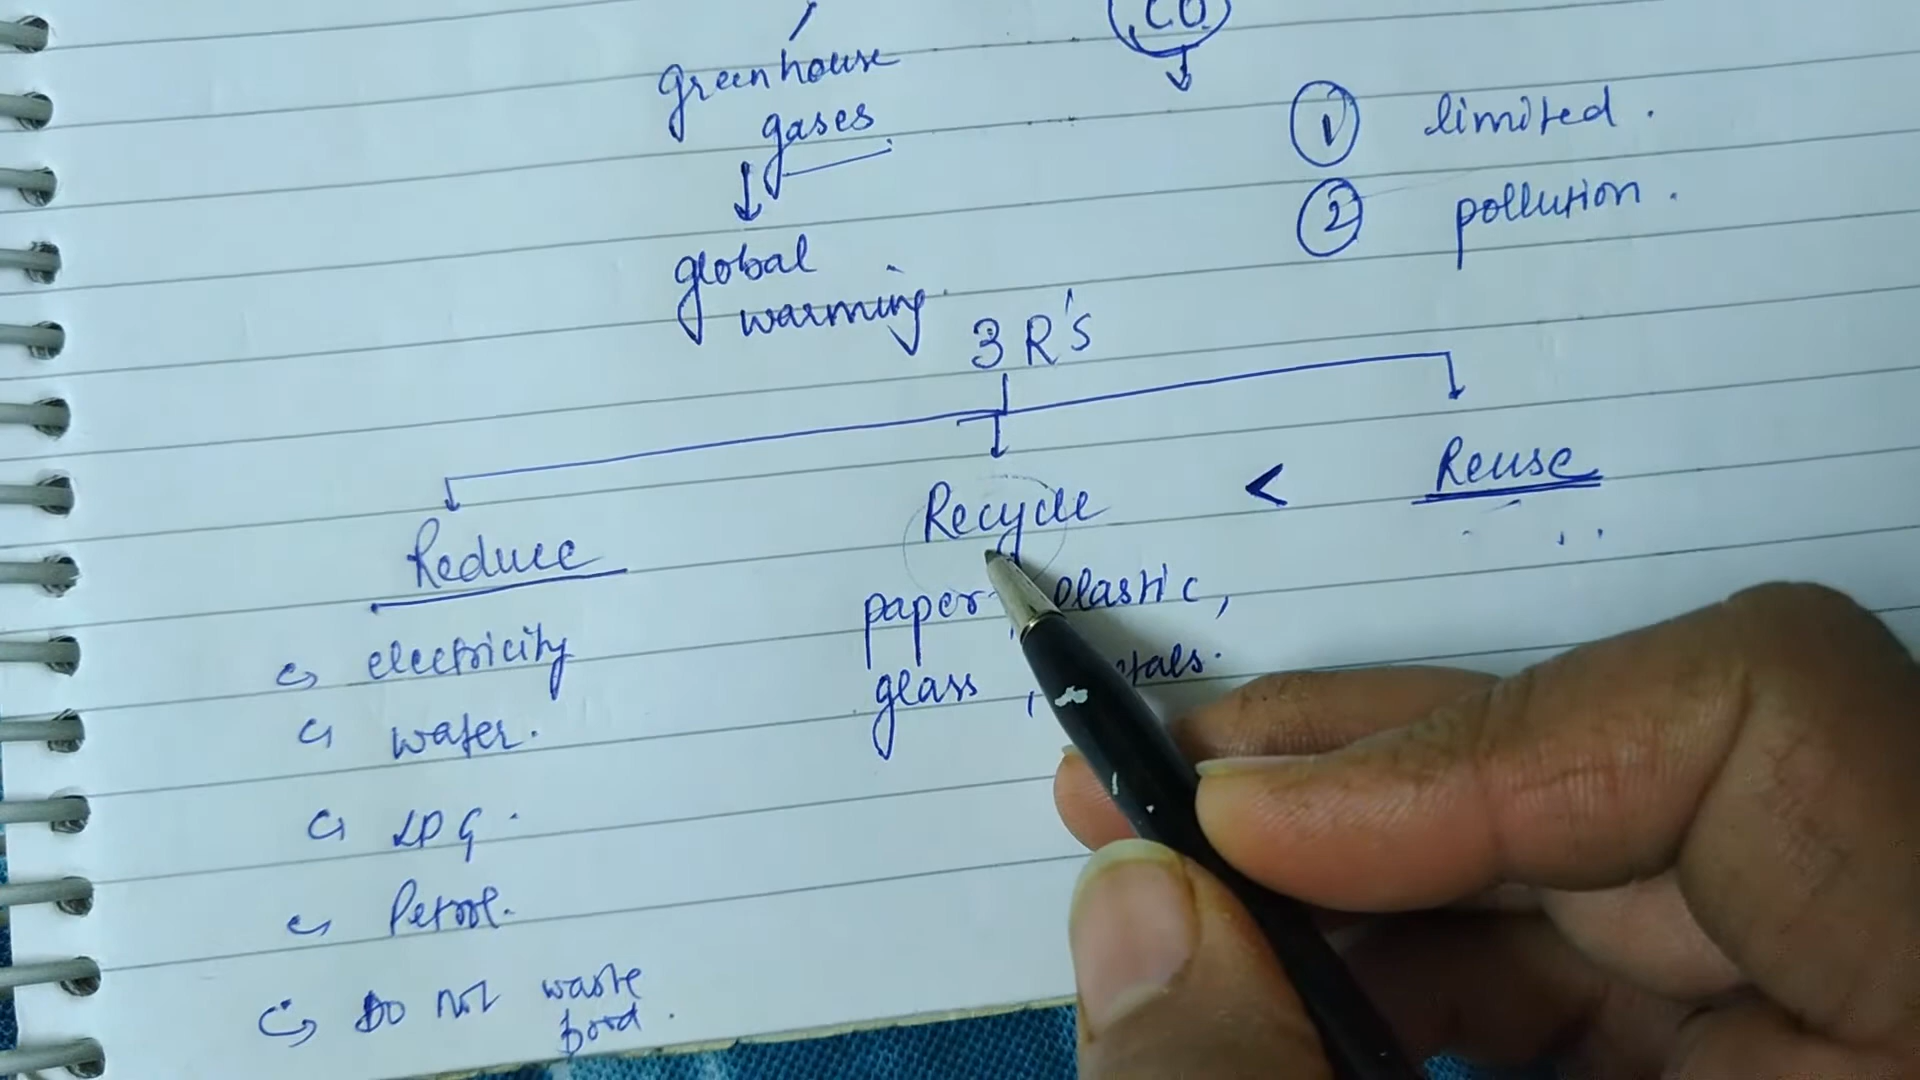 CO
greenhouse
gases
① limited.
② pollution.
global
warming.
3 R's
Reduce
Recycle < Reuse
electricity
water.
LPG.
Petrol.
Do not waste
food.
paper, plastic,
glass,